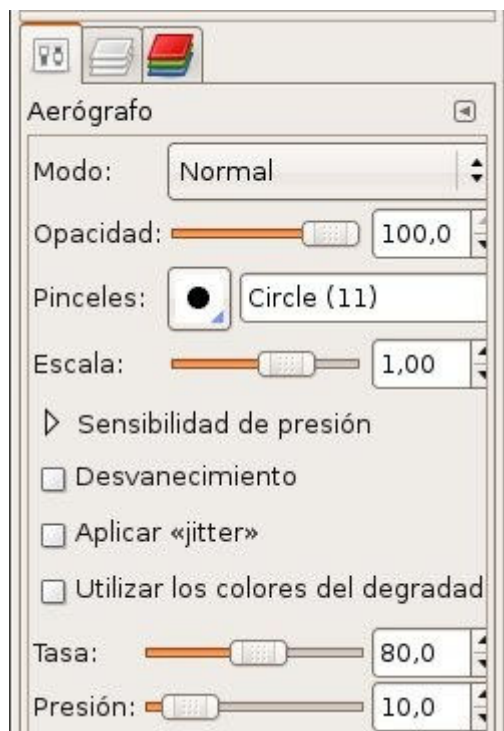 Aerógrafo
Modo: Normal
Opacidad: 100,0
Pinceles: Circle (11)
Escala: 1,00
Sensibilidad de presión
Desvanecimiento
Aplicar «jitter»
Utilizar los colores del degradad
Tasa: 80,0
Presión: 10,0